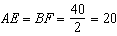 AE = BF = 40/2 = 20